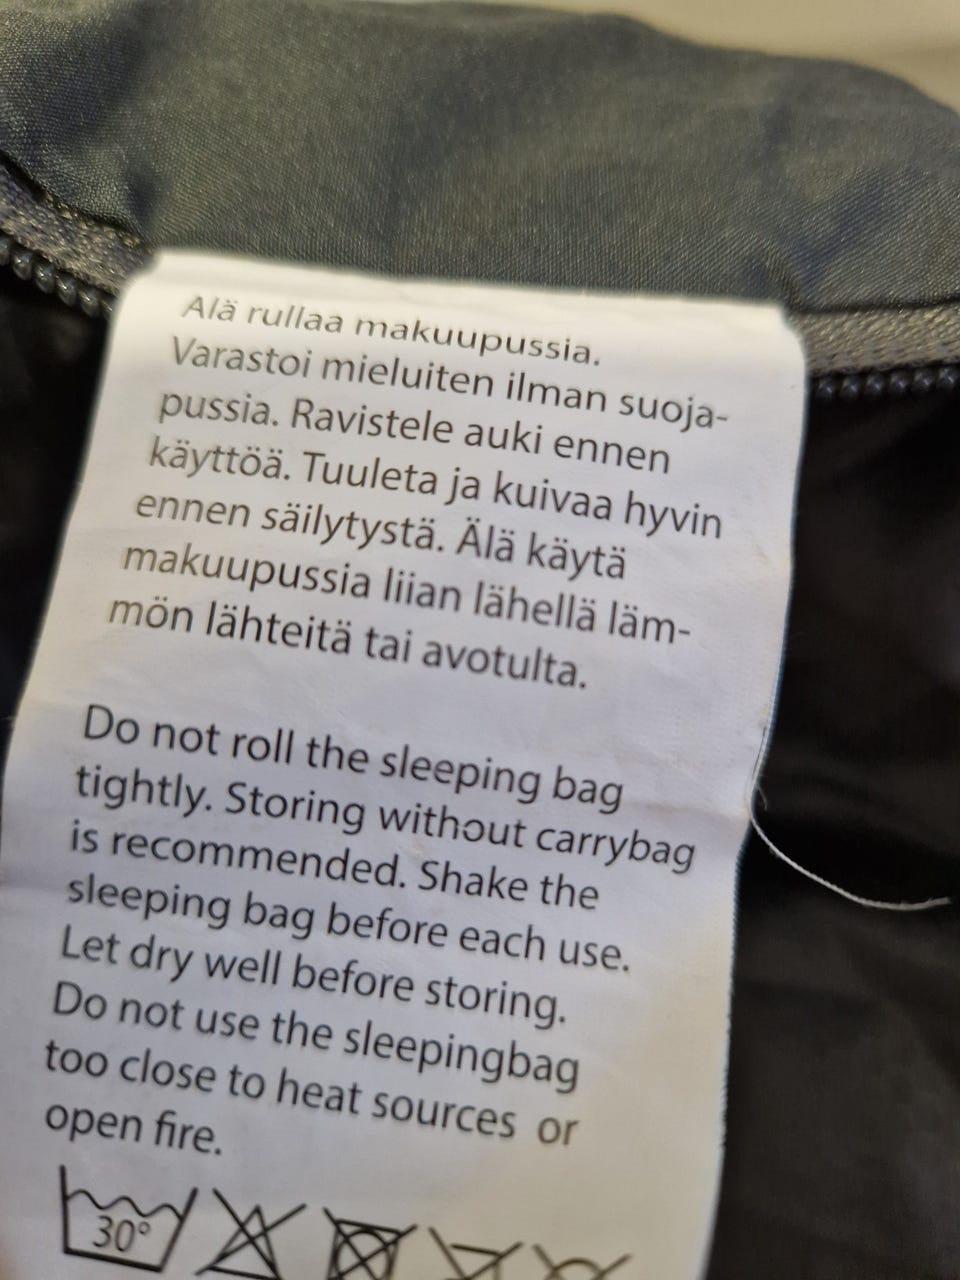 Älä rullaa makuupussia.
Varastoi mieluiten ilman suoja-
pussia. Ravistele auki ennen
käyttöä. Tuuleta ja kuivaa hyvin
ennen säilytystä. Älä käytä
makuupussia liian lähellä läm-
mön lähteitä tai avotulta.
Do not roll the sleeping bag
tightly. Storing without carrybag
is recommended. Shake the
sleeping bag before each use.
Let dry well before storing.
Do not use the sleepingbag
too close to heat sources or
open fire.
30°